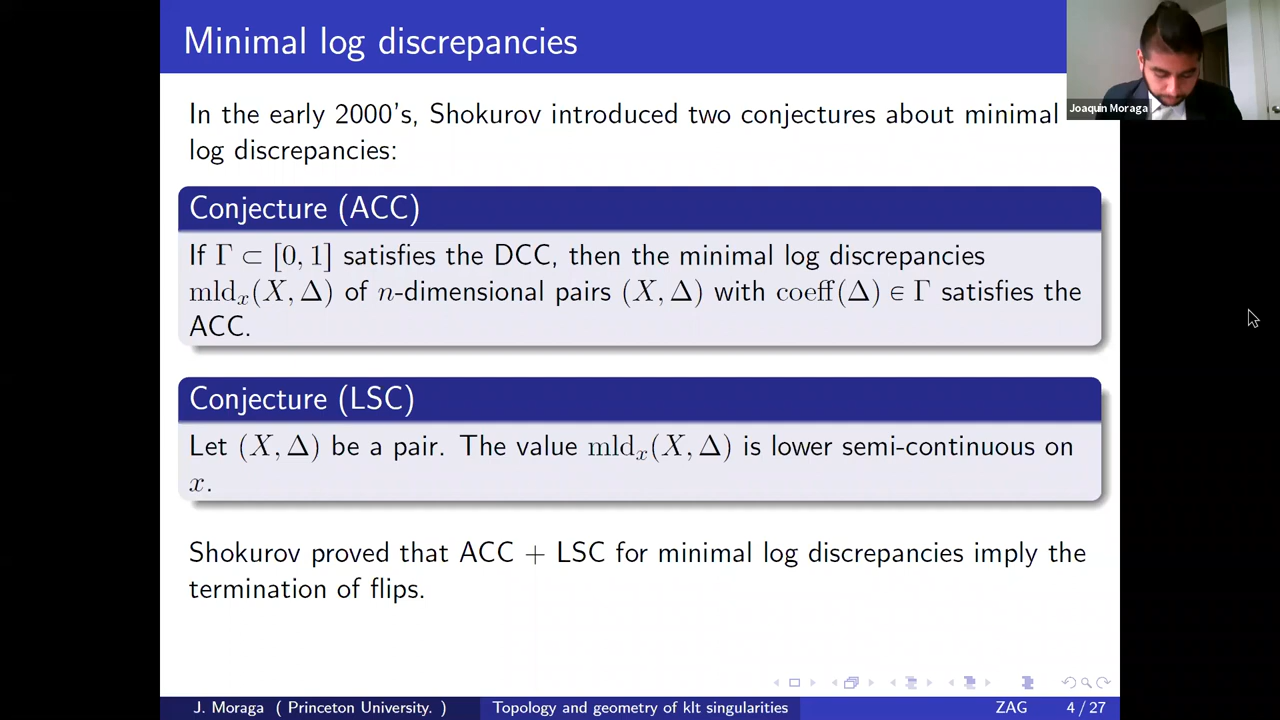 Minimal log discrepancies
Joaquín Moraga
In the early 2000's, Shokurov introduced two conjectures about minimal
log discrepancies:
Conjecture (ACC)
If Γ ⊂ [0, 1] satisfies the DCC, then the minimal log discrepancies
mldₓ(X, Δ) of n-dimensional pairs (X, Δ) with coeff(Δ) ∈ Γ satisfies the
ACC.
Conjecture (LSC)
Let (X, Δ) be a pair. The value mldₓ(X, Δ) is lower semi-continuous on
x.
Shokurov proved that ACC + LSC for minimal log discrepancies imply the
termination of flips.
J. Moraga ( Princeton University. ) Topology and geometry of klt singularities ZAG 4 / 27